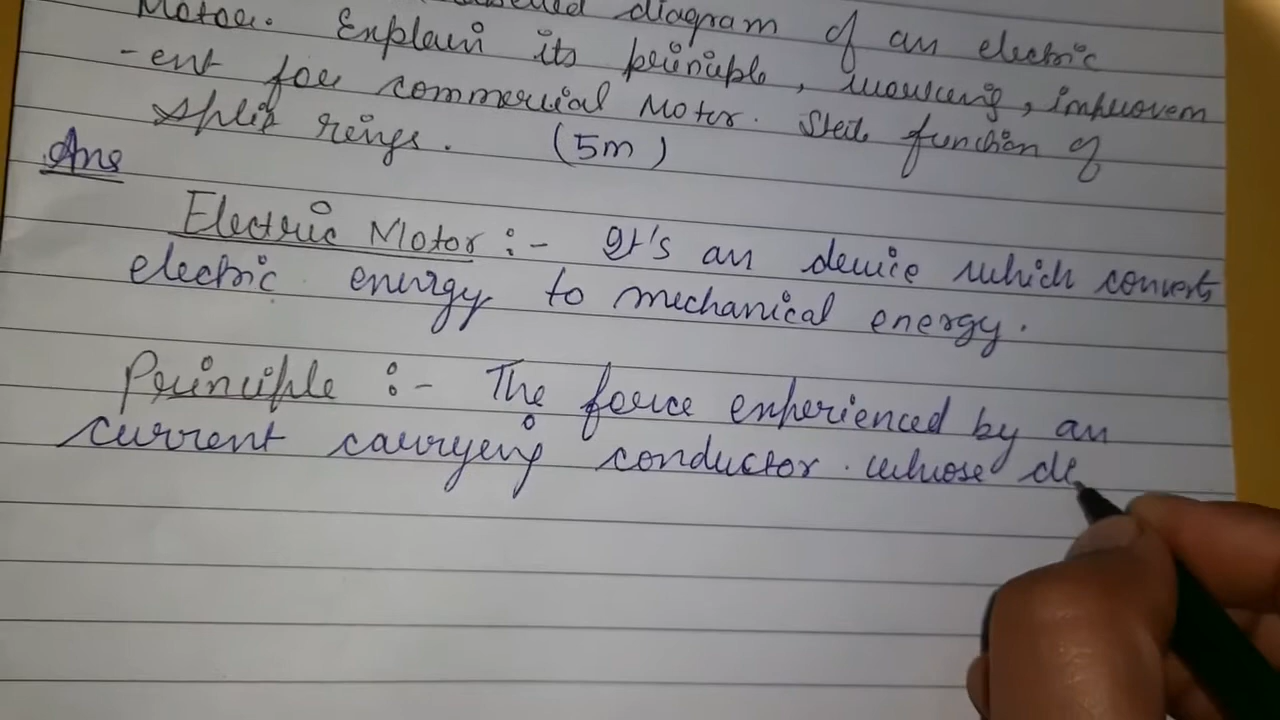 diagram of an electric
Motor. Explain its principle, working, improvem
-ent for commercial Motor. State function of
split rings. (5m)
Ans
Electric Motor :- It's an device which converts
electric energy to mechanical energy.
Principle :- The force experienced by an
current carrying conductor. whose de